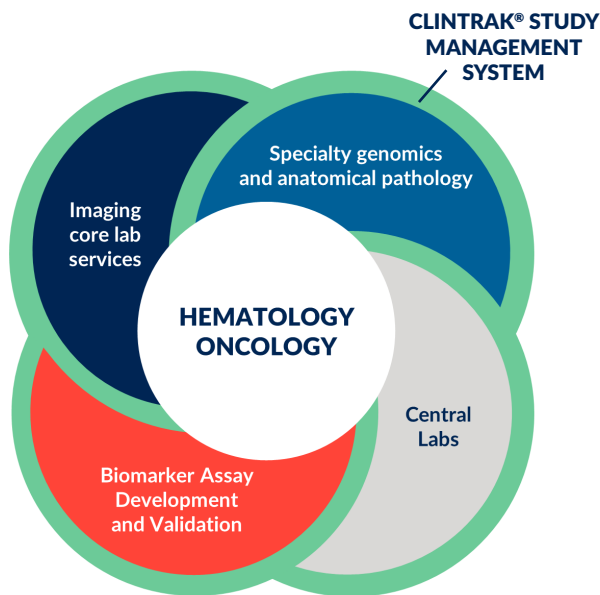 CLINTRAK® STUDY
MANAGEMENT
SYSTEM
Specialty genomics
and anatomical pathology
Imaging
core lab
services
HEMATOLOGY
ONCOLOGY
Central
Labs
Biomarker Assay
Development
and Validation